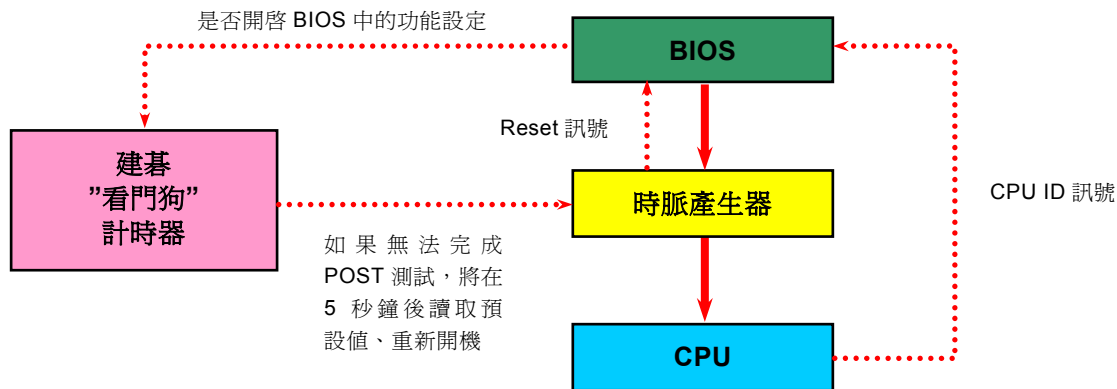 是否開啓 BIOS 中的功能設定
BIOS
Reset 訊號
建碁
”看門狗”
計時器
時脈產生器
CPU ID 訊號
如果無法完成
POST 測試，將在
5 秒鐘後讀取預
設值、重新開機
CPU